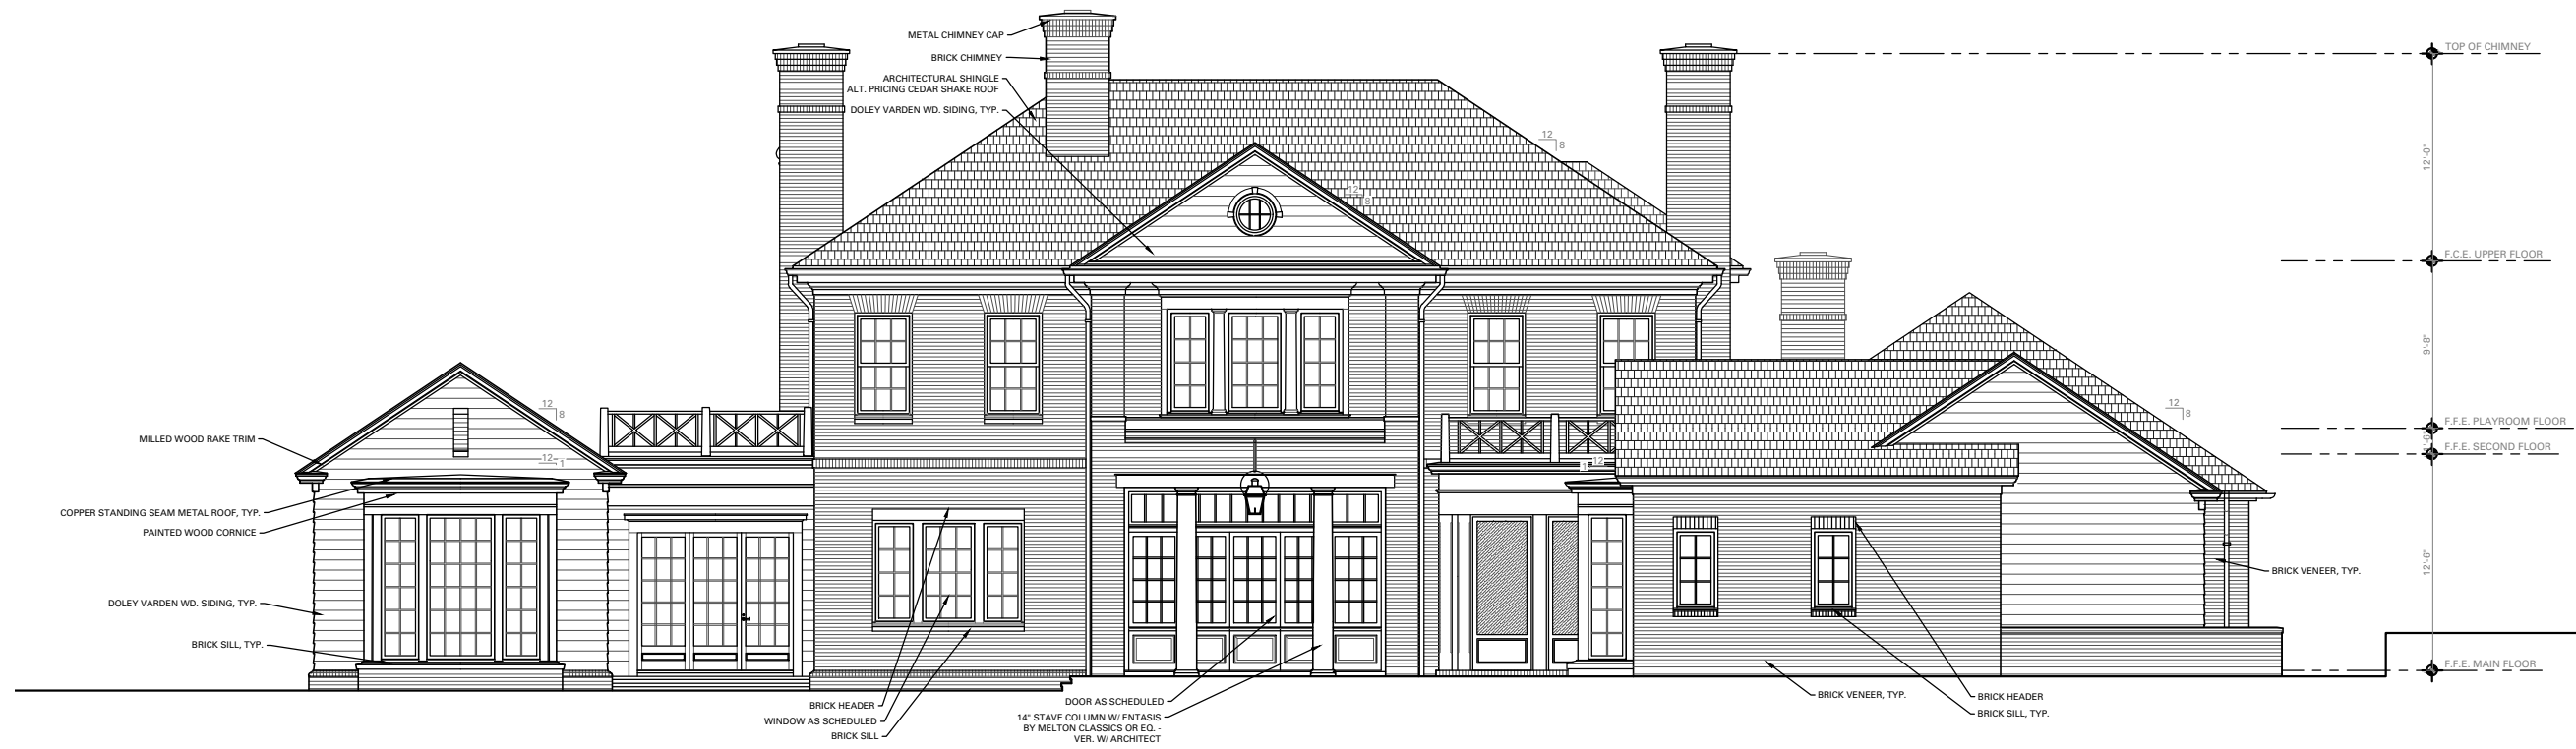 METAL CHIMNEY CAP
BRICK CHIMNEY
ARCHITECTURAL SHINGLE
ALT. PRICING CEDAR SHAKE ROOF
DOLEY VARDEN WD. SIDING, TYP.
TOP OF CHIMNEY
12
8
12'-0"
12
8
F.C.E. UPPER FLOOR
9'-8"
12
8
12
8
F.F.E. PLAYROOM FLOOR
MILLED WOOD RAKE TRIM
F.F.E. SECOND FLOOR
12
1
12
1
COPPER STANDING SEAM METAL ROOF, TYP.
PAINTED WOOD CORNICE
12'-6"
BRICK VENEER, TYP.
DOLEY VARDEN WD. SIDING, TYP.
BRICK SILL, TYP.
F.F.E. MAIN FLOOR
BRICK HEADER
WINDOW AS SCHEDULED
BRICK SILL
DOOR AS SCHEDULED
14" STAVE COLUMN W/ ENTASIS
BY MELTON CLASSICS OR EQ. -
VER. W/ ARCHITECT
BRICK VENEER, TYP.
BRICK HEADER
BRICK SILL, TYP.